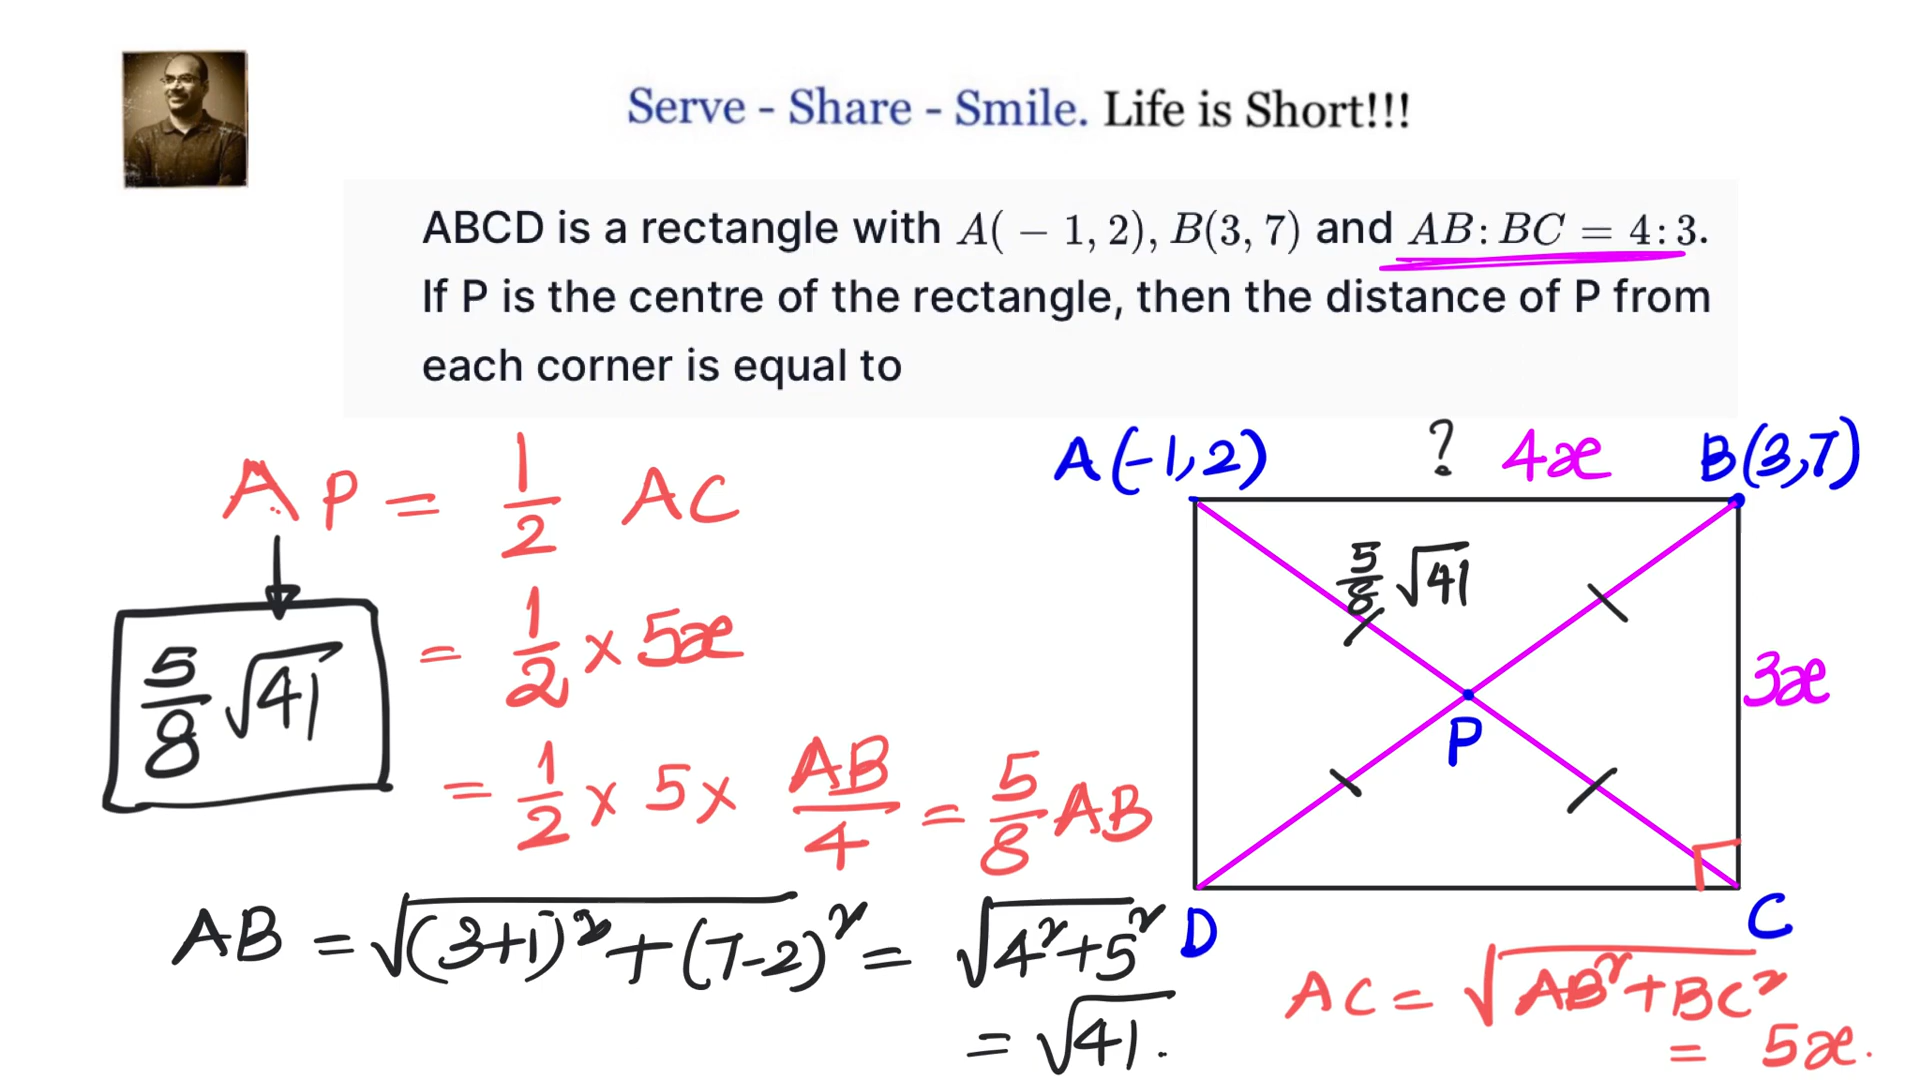 Serve - Share - Smile. Life is Short!!!
ABCD is a rectangle with A( − 1, 2), B(3, 7) and AB : BC = 4 : 3.
If P is the centre of the rectangle, then the distance of P from
each corner is equal to
AP = 1/2 AC
= 1/2 × 5x
= 1/2 × 5 × AB/4 = 5/8 AB
5/8 √41
AB = √(3+1)² + (7-2)² = √4²+5²
= √41.
A(-1,2) ? 4x B(3,7)
5/8 √41
3x
P
D C
AC = √AB²+BC²
= 5x.